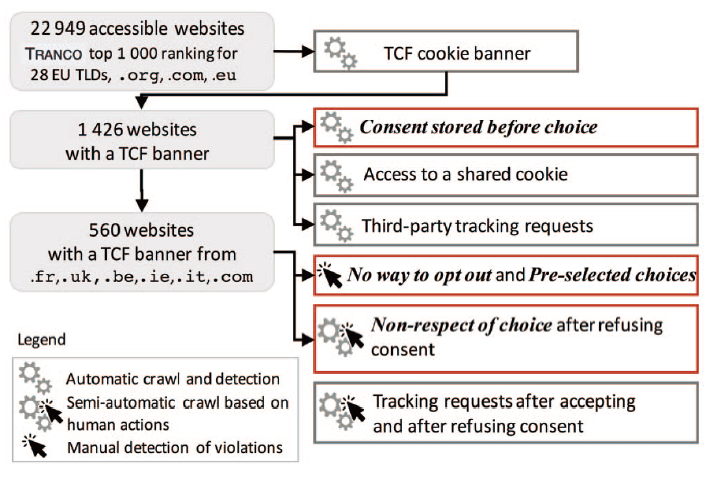 22 949 accessible websites
TRANCO top 1 000 ranking for
28 EU TLDs, .org, .com, .eu
TCF cookie banner
1 426 websites
with a TCF banner
Consent stored before choice
Access to a shared cookie
Third-party tracking requests
560 websites
with a TCF banner from
.fr,.uk,.be,.ie,.it,.com
No way to opt out and Pre-selected choices
Non-respect of choice after refusing
consent
Tracking requests after accepting
and after refusing consent
Legend
Automatic crawl and detection
Semi-automatic crawl based on
human actions
Manual detection of violations